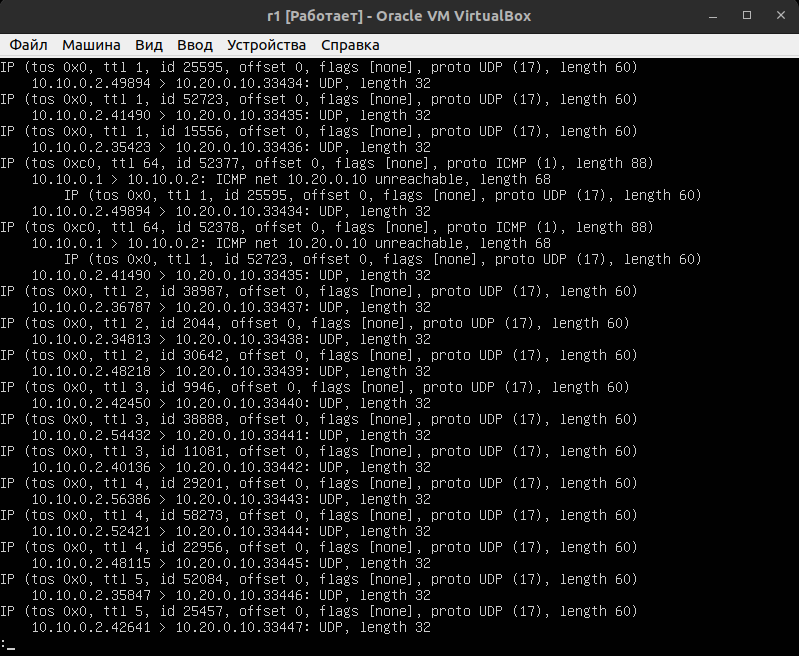 r1 [Работает] - Oracle VM VirtualBox
Файл Машина Вид Ввод Устройства Справка
IP (tos 0x0, ttl 1, id 25595, offset 0, flags [none], proto UDP (17), length 60)
    10.10.0.2.49894 > 10.20.0.10.33434: UDP, length 32
IP (tos 0x0, ttl 1, id 52723, offset 0, flags [none], proto UDP (17), length 60)
    10.10.0.2.41490 > 10.20.0.10.33435: UDP, length 32
IP (tos 0x0, ttl 1, id 15556, offset 0, flags [none], proto UDP (17), length 60)
    10.10.0.2.35423 > 10.20.0.10.33436: UDP, length 32
IP (tos 0xc0, ttl 64, id 52377, offset 0, flags [none], proto ICMP (1), length 88)
    10.10.0.1 > 10.10.0.2: ICMP net 10.20.0.10 unreachable, length 68
        IP (tos 0x0, ttl 1, id 25595, offset 0, flags [none], proto UDP (17), length 60)
    10.10.0.2.49894 > 10.20.0.10.33434: UDP, length 32
IP (tos 0xc0, ttl 64, id 52378, offset 0, flags [none], proto ICMP (1), length 88)
    10.10.0.1 > 10.10.0.2: ICMP net 10.20.0.10 unreachable, length 68
        IP (tos 0x0, ttl 1, id 52723, offset 0, flags [none], proto UDP (17), length 60)
    10.10.0.2.41490 > 10.20.0.10.33435: UDP, length 32
IP (tos 0x0, ttl 2, id 38987, offset 0, flags [none], proto UDP (17), length 60)
    10.10.0.2.36787 > 10.20.0.10.33437: UDP, length 32
IP (tos 0x0, ttl 2, id 2044, offset 0, flags [none], proto UDP (17), length 60)
    10.10.0.2.34813 > 10.20.0.10.33438: UDP, length 32
IP (tos 0x0, ttl 2, id 30642, offset 0, flags [none], proto UDP (17), length 60)
    10.10.0.2.48218 > 10.20.0.10.33439: UDP, length 32
IP (tos 0x0, ttl 3, id 9946, offset 0, flags [none], proto UDP (17), length 60)
    10.10.0.2.42450 > 10.20.0.10.33440: UDP, length 32
IP (tos 0x0, ttl 3, id 38888, offset 0, flags [none], proto UDP (17), length 60)
    10.10.0.2.54432 > 10.20.0.10.33441: UDP, length 32
IP (tos 0x0, ttl 3, id 11081, offset 0, flags [none], proto UDP (17), length 60)
    10.10.0.2.40136 > 10.20.0.10.33442: UDP, length 32
IP (tos 0x0, ttl 4, id 29201, offset 0, flags [none], proto UDP (17), length 60)
    10.10.0.2.56386 > 10.20.0.10.33443: UDP, length 32
IP (tos 0x0, ttl 4, id 58273, offset 0, flags [none], proto UDP (17), length 60)
    10.10.0.2.52421 > 10.20.0.10.33444: UDP, length 32
IP (tos 0x0, ttl 4, id 22956, offset 0, flags [none], proto UDP (17), length 60)
    10.10.0.2.48115 > 10.20.0.10.33445: UDP, length 32
IP (tos 0x0, ttl 5, id 52084, offset 0, flags [none], proto UDP (17), length 60)
    10.10.0.2.35847 > 10.20.0.10.33446: UDP, length 32
IP (tos 0x0, ttl 5, id 25457, offset 0, flags [none], proto UDP (17), length 60)
    10.10.0.2.42641 > 10.20.0.10.33447: UDP, length 32
:_